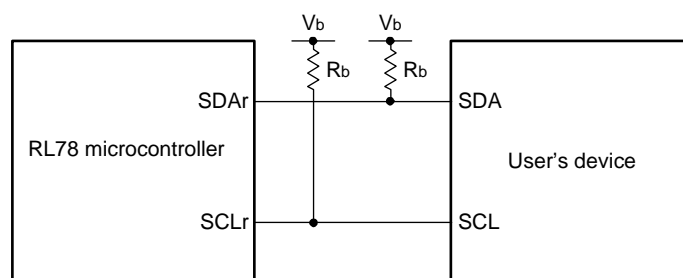 Vb Vb
Rb Rb
SDAr SDA
RL78 microcontroller User's device
SCLr SCL